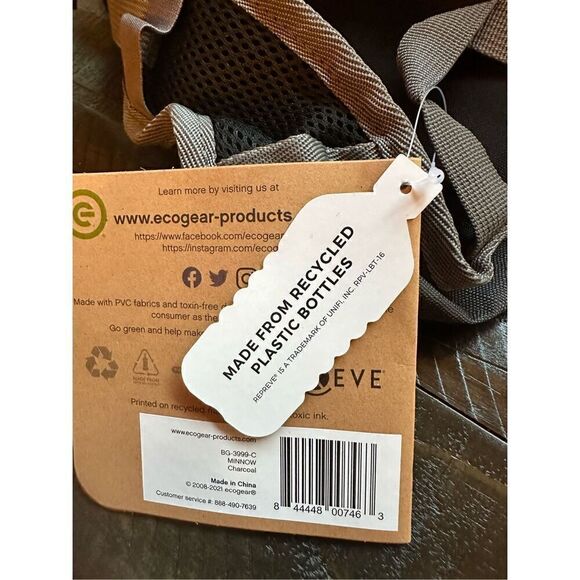 Learn more by visiting us at
www.ecogear-products
https://www.facebook.com/ecogear
https://instagram.com/ecog
Made with PVC fabrics and toxin-free
consumer as the
Go green and help make
MADE FROM RECYCLED
PLASTIC BOTTLES
REPREVE® IS A TRADEMARK OF UNIFI, INC. RPV-LBT-16
EVE®
Printed on recycled
oxic ink.
www.ecogear-products.com
BG-3999-C
MINNOW
Charcoal
Made in China
© 2008-2021 ecogear®
Customer service #: 888-490-7639
8 44448 00746 3